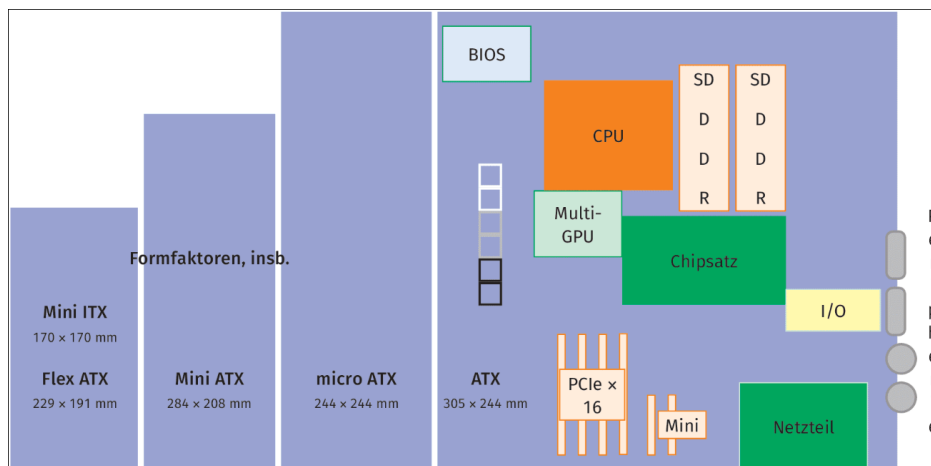 BIOS
CPU
SD
D
D
R
SD
D
D
R
Multi-
GPU
Chipsatz
I/O
Formfaktoren, insb.
Mini ITX
170 × 170 mm
Flex ATX
229 × 191 mm
Mini ATX
284 × 208 mm
micro ATX
244 × 244 mm
ATX
305 × 244 mm
PCIe ×
16
Mini
Netzteil